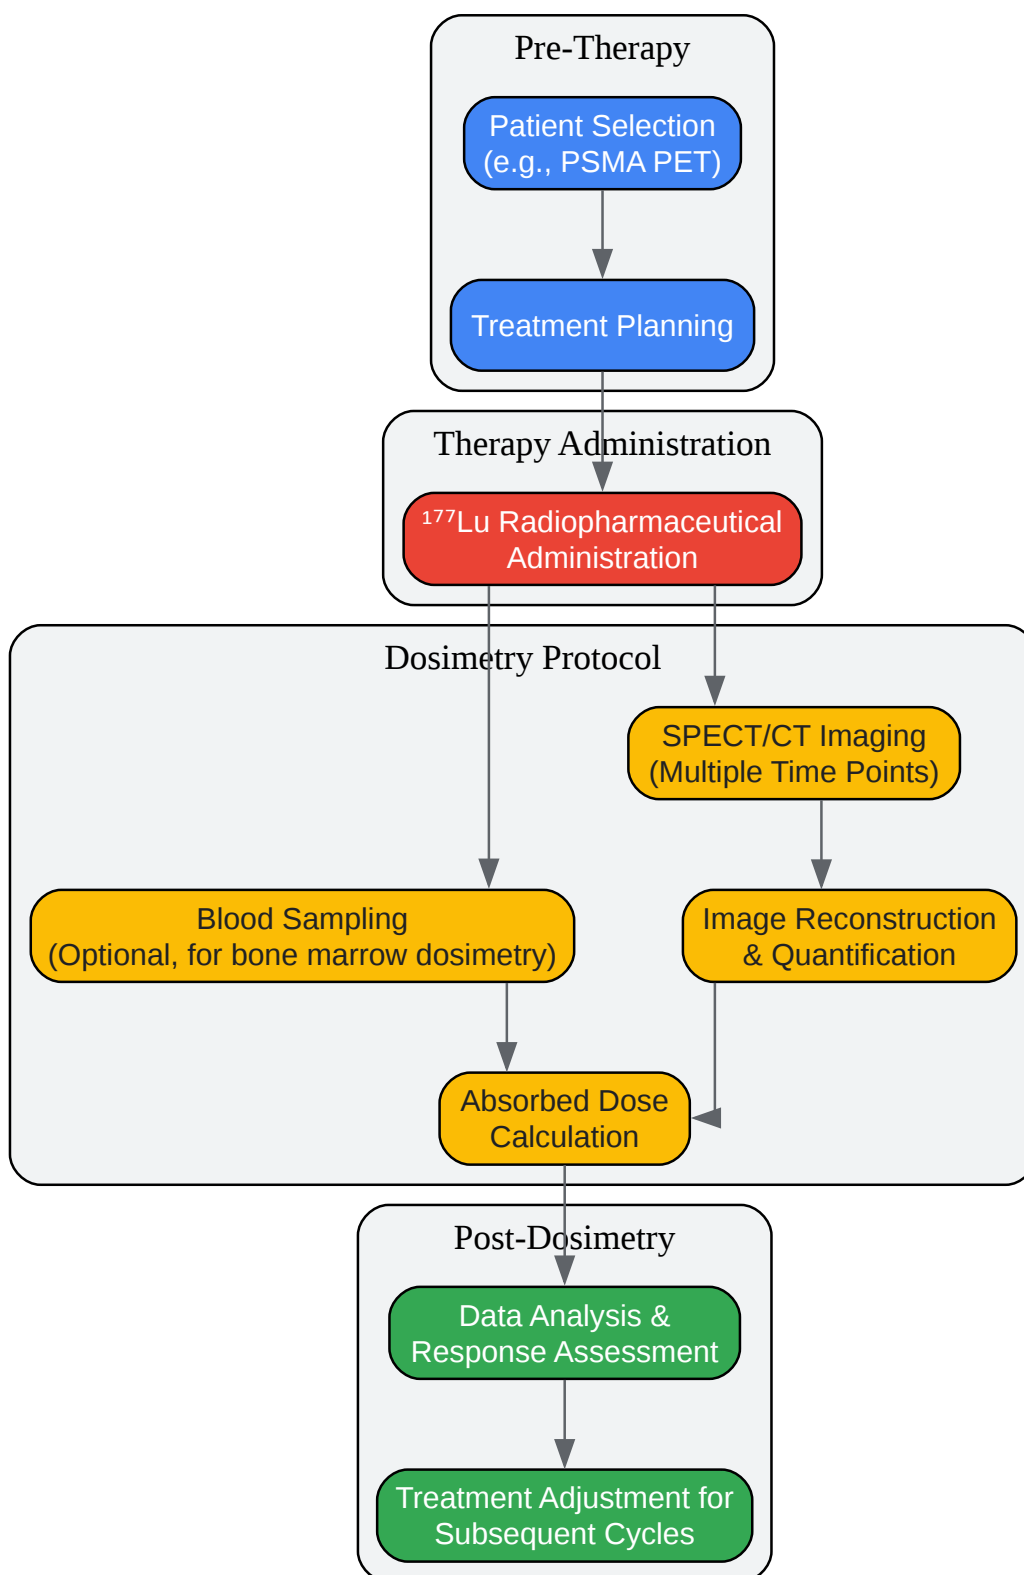 Pre-Therapy
Patient Selection
(e.g., PSMA PET)
Treatment Planning
Therapy Administration
¹⁷⁷Lu Radiopharmaceutical
Administration
Dosimetry Protocol
SPECT/CT Imaging
(Multiple Time Points)
Blood Sampling
(Optional, for bone marrow dosimetry)
Image Reconstruction
& Quantification
Absorbed Dose
Calculation
Post-Dosimetry
Data Analysis &
Response Assessment
Treatment Adjustment for
Subsequent Cycles